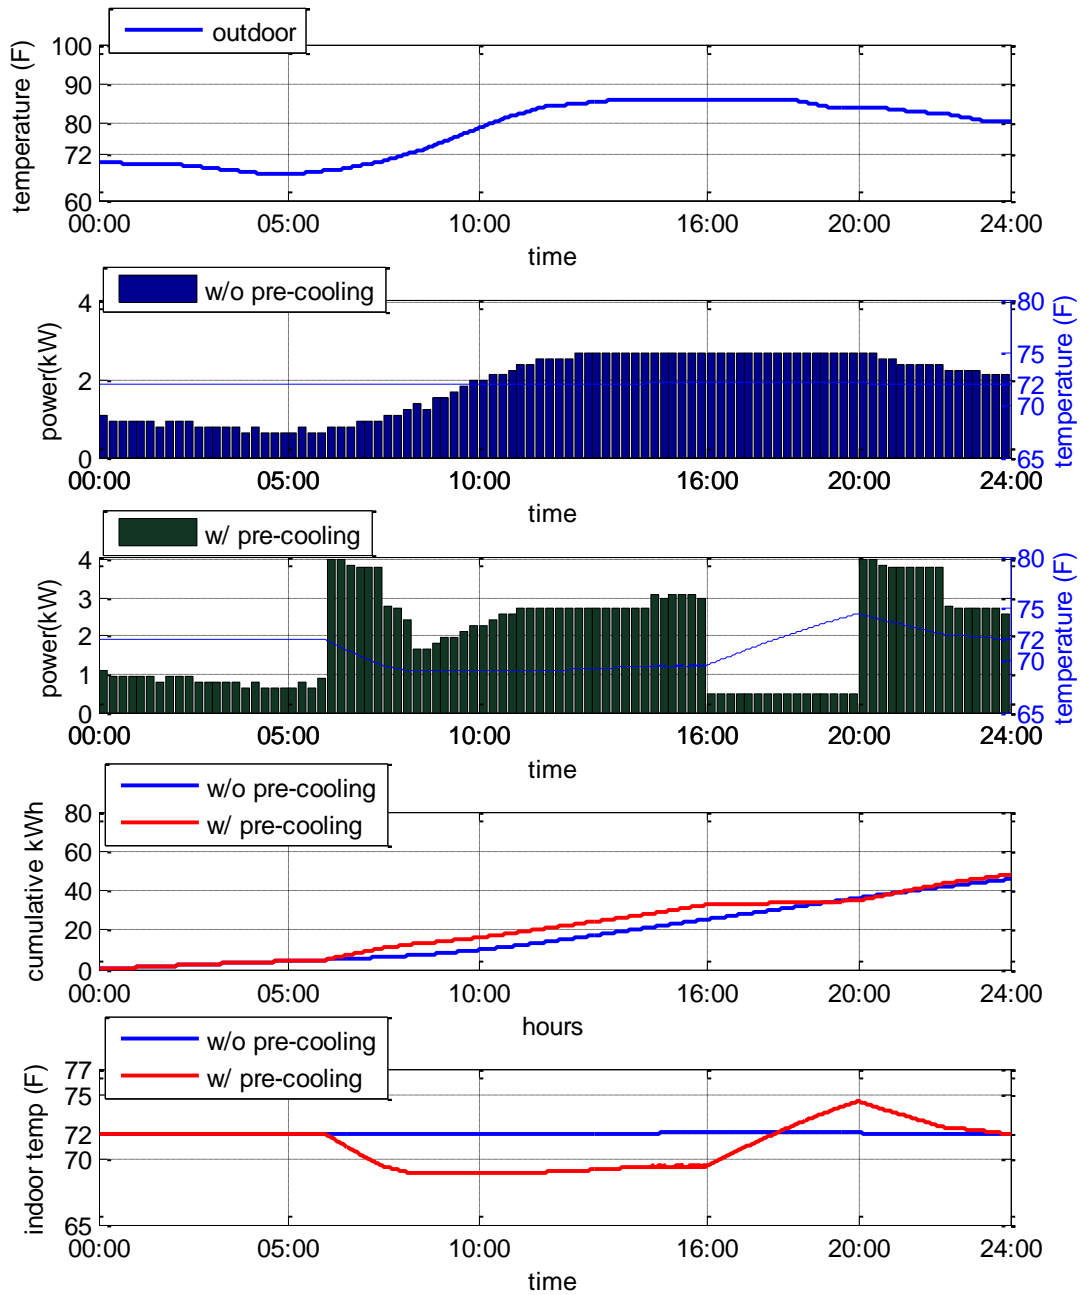 outdoor
temperature (F)
100
90
80
72
60
00:00 05:00 10:00 16:00 20:00 24:00
time
w/o pre-cooling
power(kW)
4
2
0
80
75
72
70
65
temperature (F)
00:00 05:00 10:00 16:00 20:00 24:00
time
w/ pre-cooling
power(kW)
4
3
2
1
0
80
75
72
70
65
temperature (F)
00:00 05:00 10:00 16:00 20:00 24:00
time
w/o pre-cooling
w/ pre-cooling
cumulative kWh
80
60
40
20
0
00:00 05:00 10:00 16:00 20:00 24:00
hours
w/o pre-cooling
w/ pre-cooling
indoor temp (F)
77
75
72
70
65
00:00 05:00 10:00 16:00 20:00 24:00
time